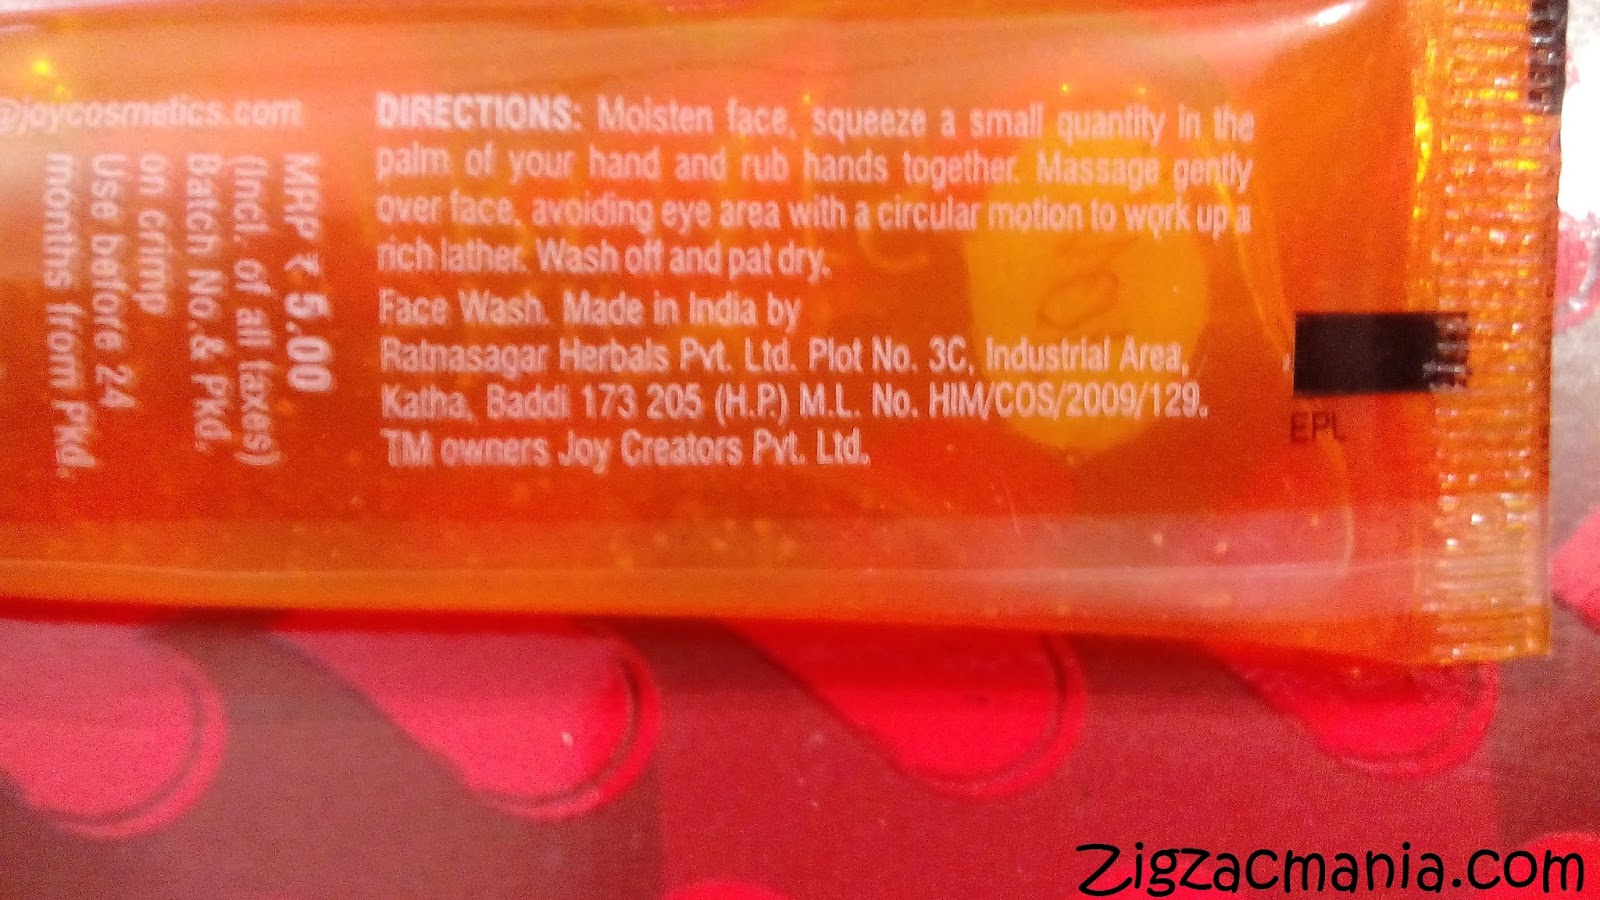 @joycosmetics.com
DIRECTIONS: Moisten face, squeeze a small quantity in the
palm of your hand and rub hands together. Massage gently
over face, avoiding eye area with a circular motion to work up a
rich lather. Wash off and pat dry.
Face Wash. Made in India by
Ratnasagar Herbals Pvt. Ltd. Plot No. 3C, Industrial Area,
Katha, Baddi 173 205 (H.P.) M.L. No. HIM/COS/2009/129.
TM owners Joy Creators Pvt. Ltd.
MRP ₹ 5.00
(Incl. of all taxes)
Batch No.& Pkd.
on crimp
Use before 24
months from Pkd.
EPL
Zigzacmania.com